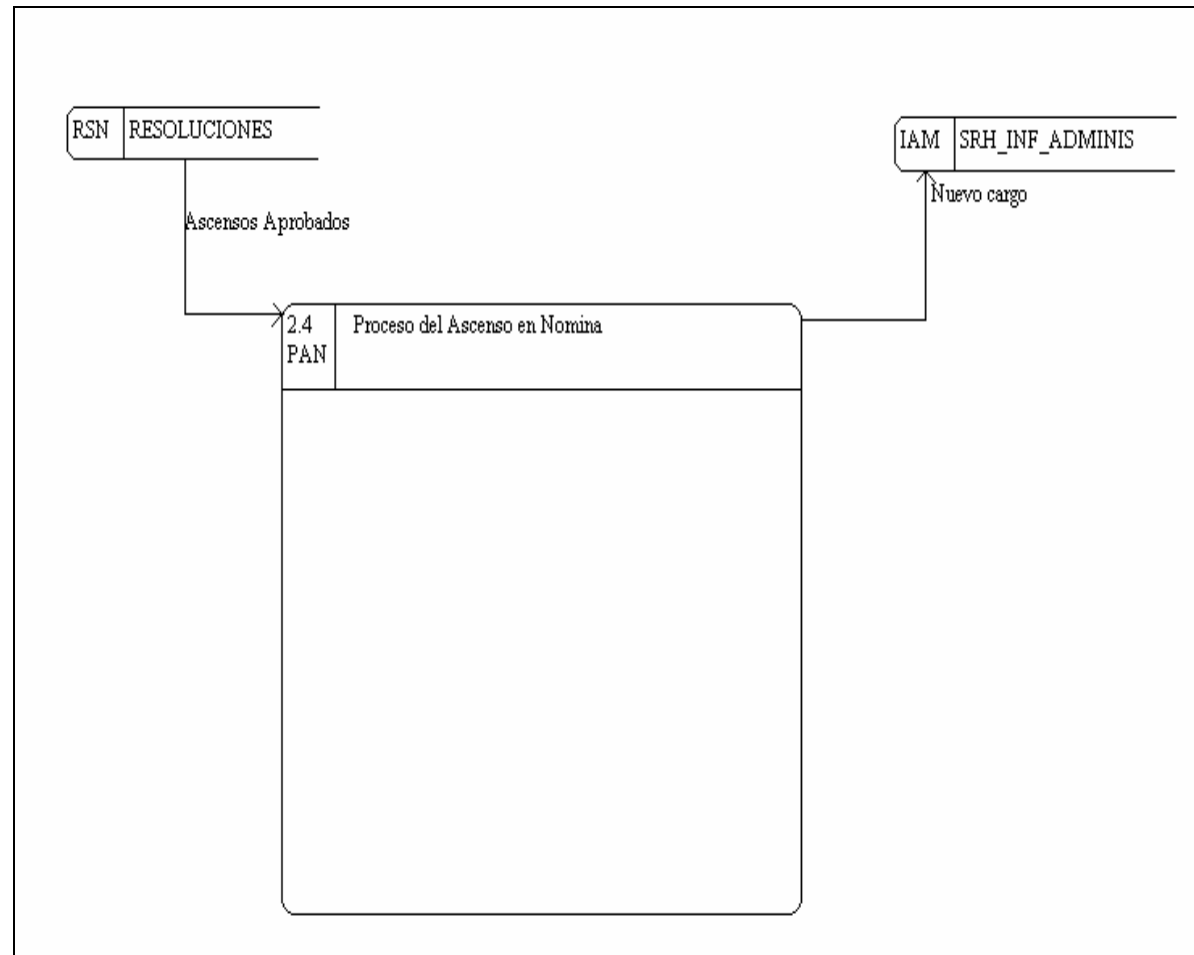 RSN RESOLUCIONES
IAM SRH_INF_ADMINIS
Nuevo cargo
Ascensos Aprobados
2.4 Proceso del Ascenso en Nomina
PAN